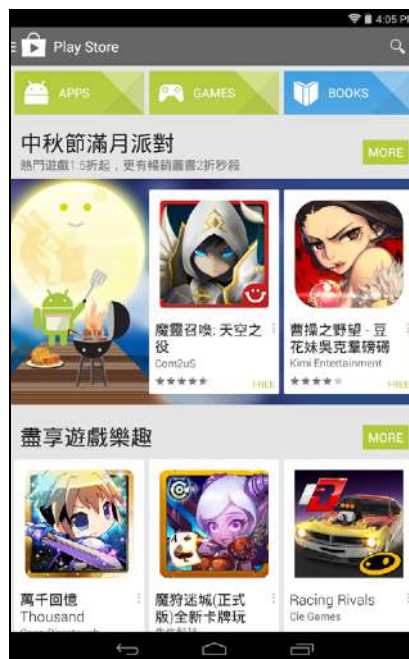 4:05 PM
Play Store
APPS
GAMES
BOOKS
中秋節滿月派對
熱門遊戲1.5折起，更有暢銷圖書2折秒殺
MORE
魔靈召喚: 天空之
役
Com2uS
FREE
曹操之野望 - 豆
花妹吳克羣磅礡
Kimi Entertainment
FREE
盡享遊戲樂趣
MORE
萬千回憶
Thousand
魔狩迷城(正式
版)全新卡牌玩
Racing Rivals
Cie Games